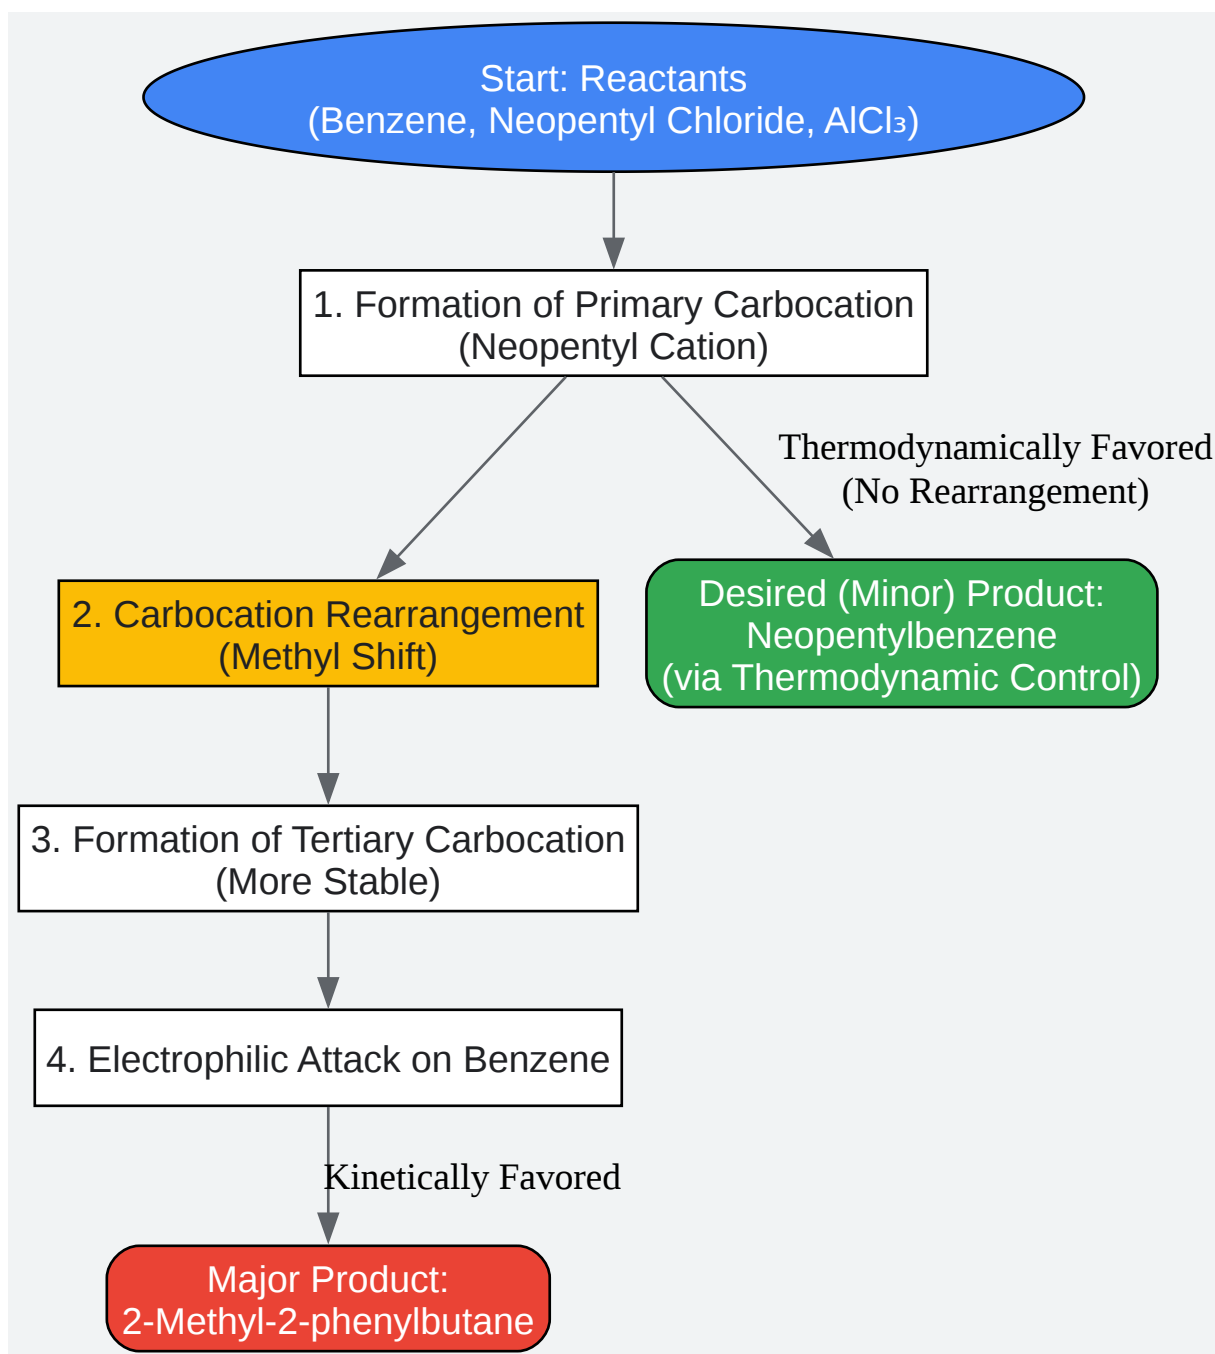 Start: Reactants
(Benzene, Neopentyl Chloride, AlCl₃)
1. Formation of Primary Carbocation
(Neopentyl Cation)
Thermodynamically Favored
(No Rearrangement)
Desired (Minor) Product:
Neopentylbenzene
(via Thermodynamic Control)
2. Carbocation Rearrangement
(Methyl Shift)
3. Formation of Tertiary Carbocation
(More Stable)
4. Electrophilic Attack on Benzene
Kinetically Favored
Major Product:
2-Methyl-2-phenylbutane